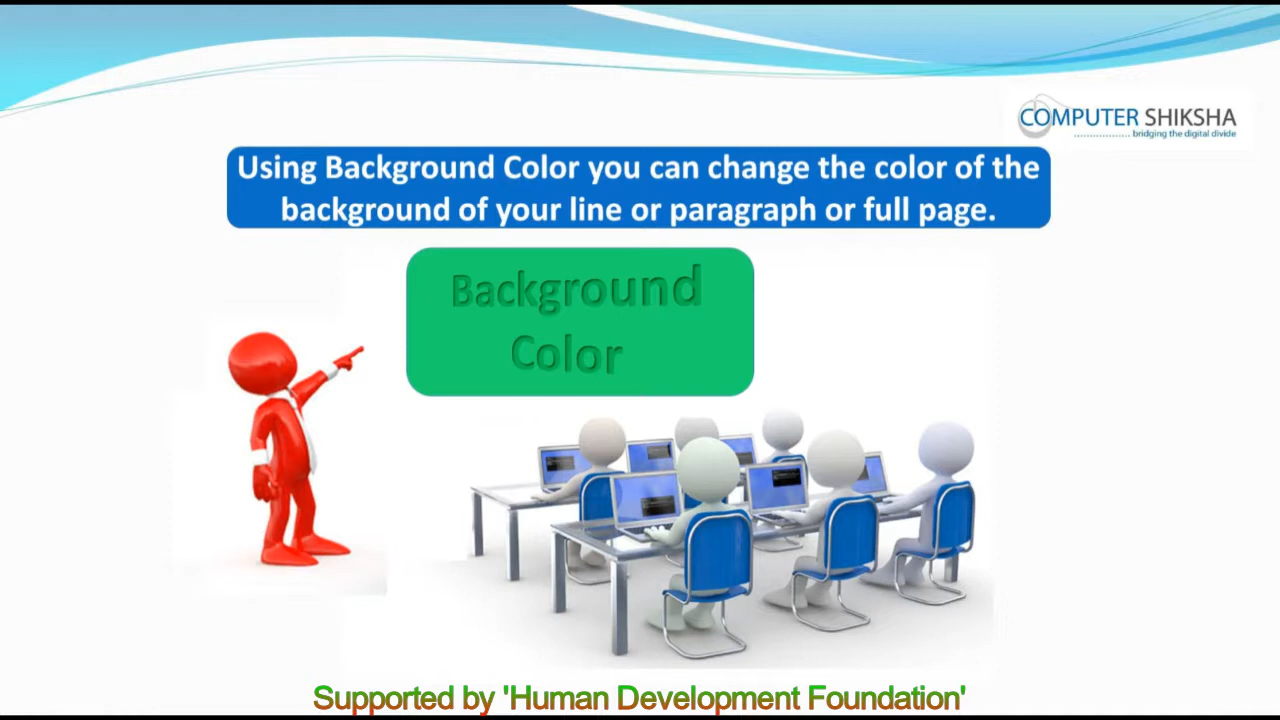 COMPUTER SHIKSHA
bridging the digital divide
Using Background Color you can change the color of the
background of your line or paragraph or full page.
Background
Color
Supported by 'Human Development Foundation'